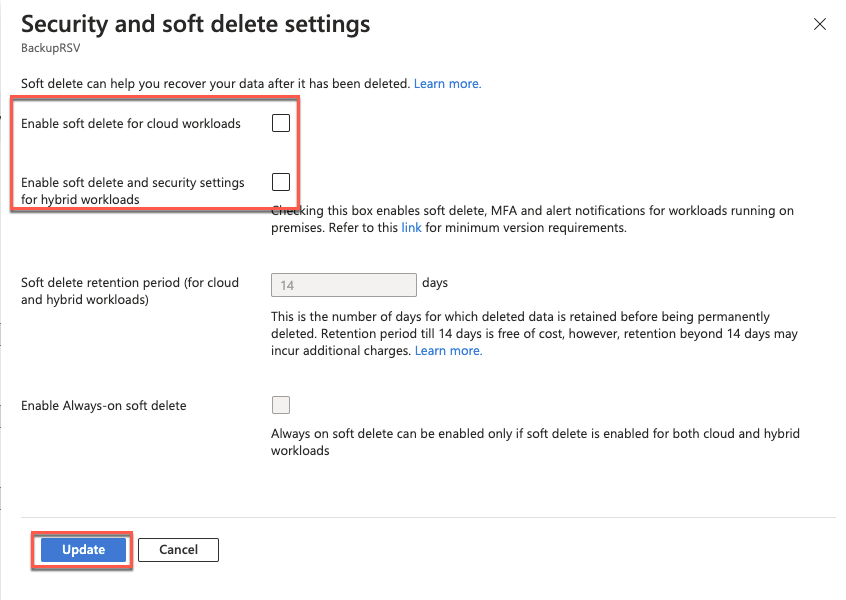 Security and soft delete settings
BackupRSV
Soft delete can help you recover your data after it has been deleted. Learn more.
Enable soft delete for cloud workloads
Enable soft delete and security settings
for hybrid workloads
Checking this box enables soft delete, MFA and alert notifications for workloads running on
premises. Refer to this link for minimum version requirements.
Soft delete retention period (for cloud
and hybrid workloads)
14 days
This is the number of days for which deleted data is retained before being permanently
deleted. Retention period till 14 days is free of cost, however, retention beyond 14 days may
incur additional charges. Learn more.
Enable Always-on soft delete
Always on soft delete can be enabled only if soft delete is enabled for both cloud and hybrid
workloads
Update Cancel